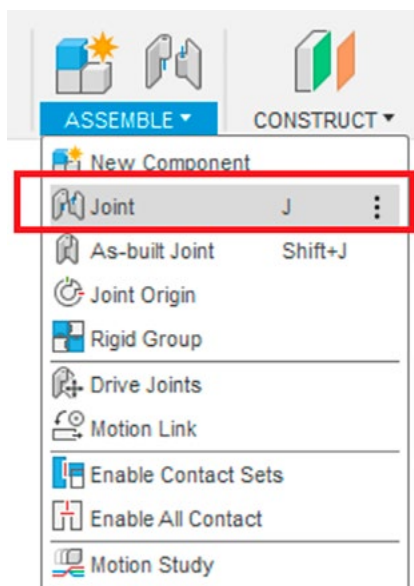 ASSEMBLE ▼ CONSTRUCT ▼
New Component
Joint J
As-built Joint Shift+J
Joint Origin
Rigid Group
Drive Joints
Motion Link
Enable Contact Sets
Enable All Contact
Motion Study